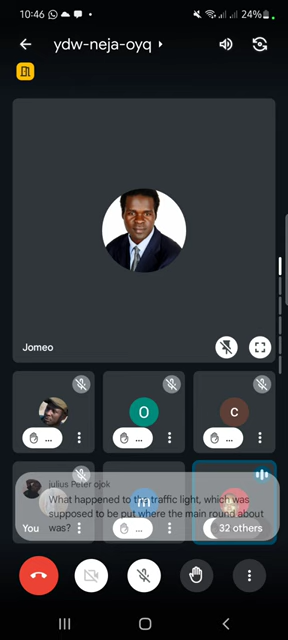 10:46
24%
ydw-neja-oyq
Jomeo
O
...
c
...
...
julius Peter ojok
What happened to the traffic light, which was
supposed to be put where the main round about
was?
You
m
...
32 others